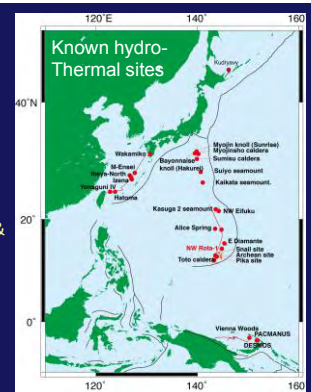 120˚E
140˚
160
Known hydro-
Thermal sites
Kudryavy
40˚N
Myojin knoll (Sunrise)
Myojinsho caldera
Sumisu caldera
Wakamiko
Bayonnaise
knoll (Hakurei)
M-Ensei
Iheya-North
Izena
Suiyo seamount
Kaikata seamount.
Yonaguni IV
Hatoma
20˚
&
Kasuga 2 seamount
NW Eifuku
Alice Spring
E Diamante
NW Rota-1
Snail site
Archean site
Pika site
Toto caldera
0˚
Vienna Woods
PACMANUS
DESMOS
120˚
140˚
160